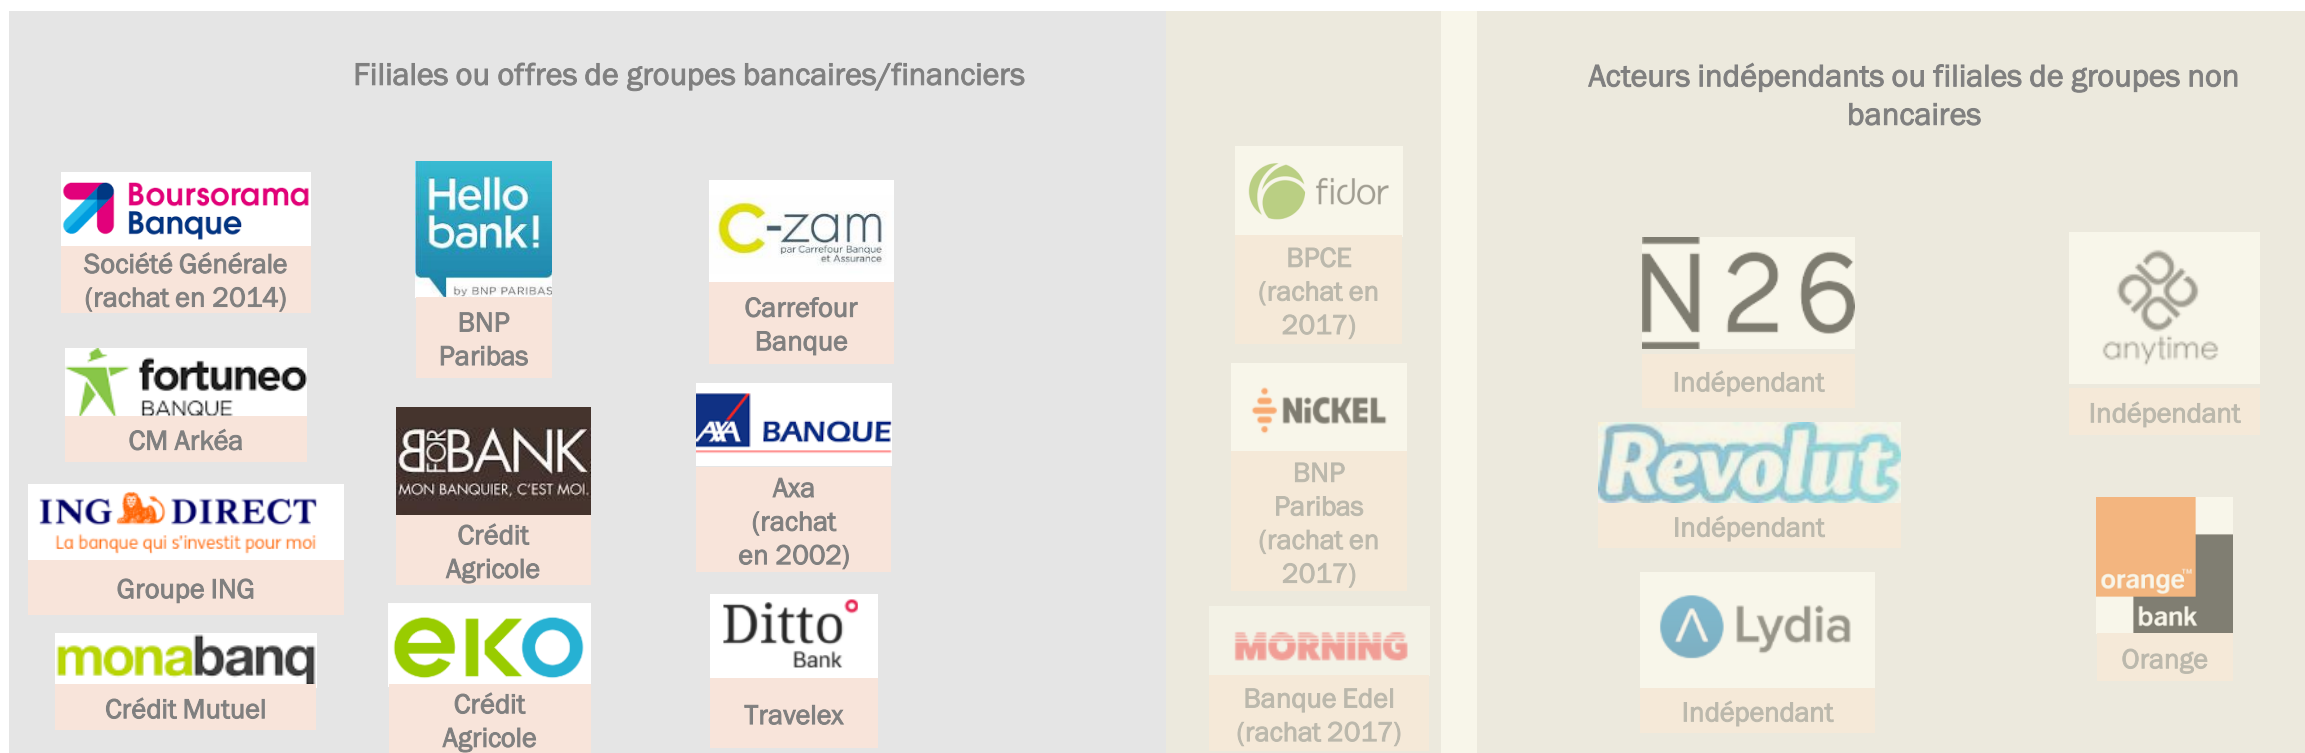 Filiales ou offres de groupes bancaires/financiers
Boursorama
Banque
Société Générale
(rachat en 2014)
fortuneo
BANQUE
CM Arkéa
ING DIRECT
La banque qui s'investit pour moi
Groupe ING
monabanq
Crédit Mutuel
Hello
bank!
by BNP PARIBAS
BNP
Paribas
BFORBANK
MON BANQUIER, C'EST MOI.
Crédit
Agricole
eko
Crédit
Agricole
C-zam
par Carrefour Banque
et Assurance
Carrefour
Banque
AXA BANQUE
Axa
(rachat
en 2002)
Ditto
Bank
Travelex
fidor
BPCE
(rachat en
2017)
NiCKEL
BNP
Paribas
(rachat en
2017)
MORNING
Banque Edel
(rachat 2017)
Acteurs indépendants ou filiales de groupes non
bancaires
N26
Indépendant
Revolut
Indépendant
Lydia
Indépendant
anytime
Indépendant
orange™
bank
Orange